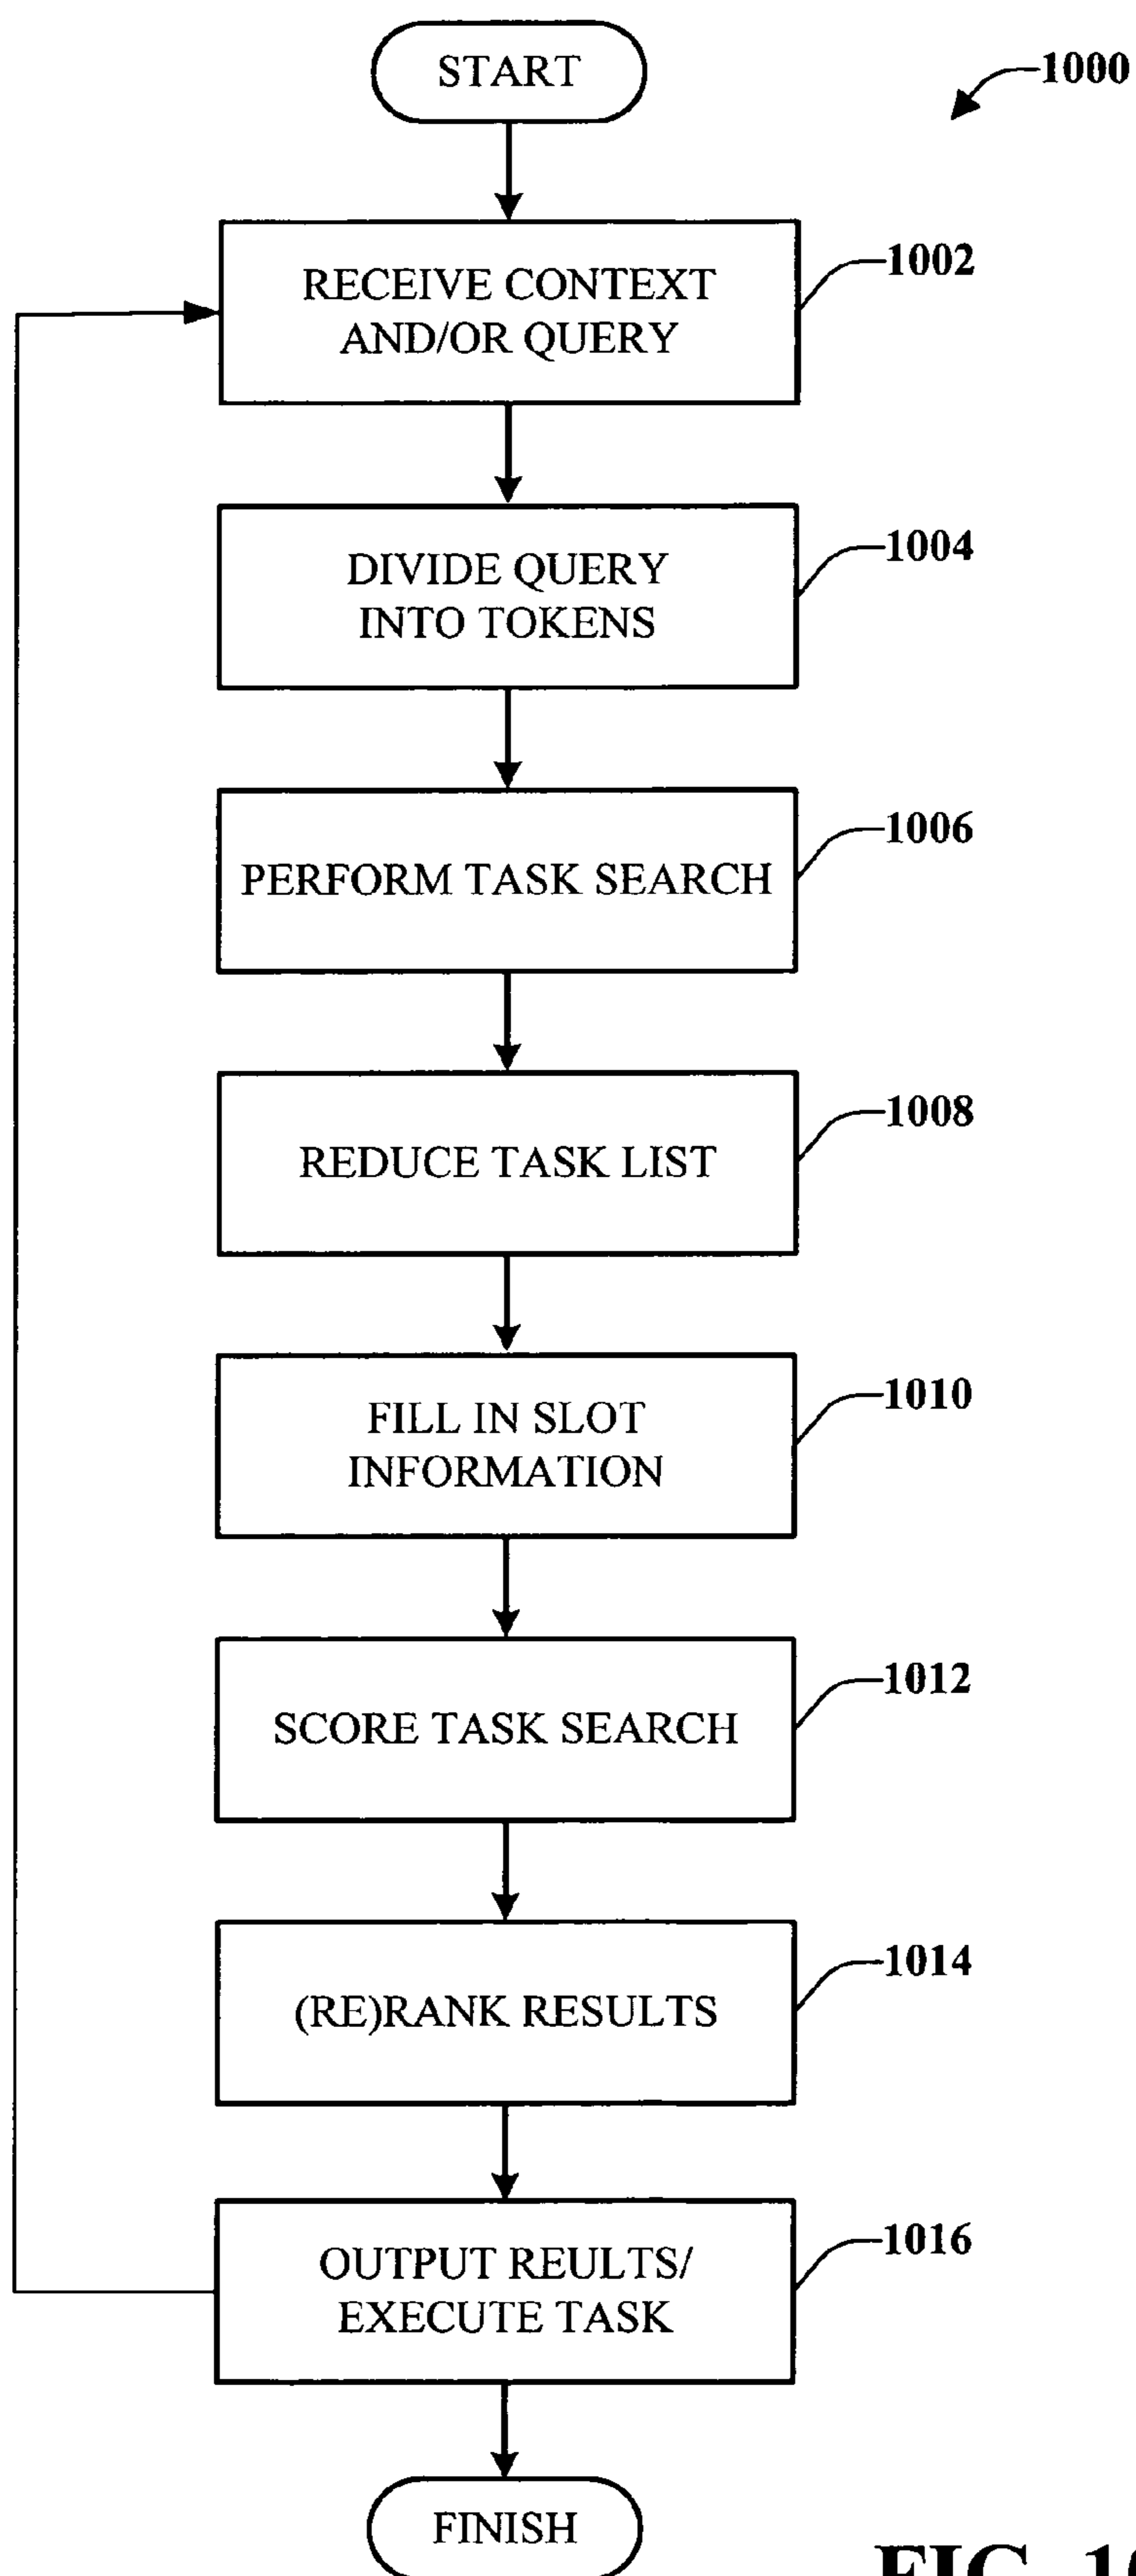 START
1000
RECEIVE CONTEXT
AND/OR QUERY
1002
DIVIDE QUERY
INTO TOKENS
1004
PERFORM TASK SEARCH
1006
REDUCE TASK LIST
1008
FILL IN SLOT
INFORMATION
1010
SCORE TASK SEARCH
1012
(RE)RANK RESULTS
1014
OUTPUT REULTS/
EXECUTE TASK
1016
FINISH
FIG. 10